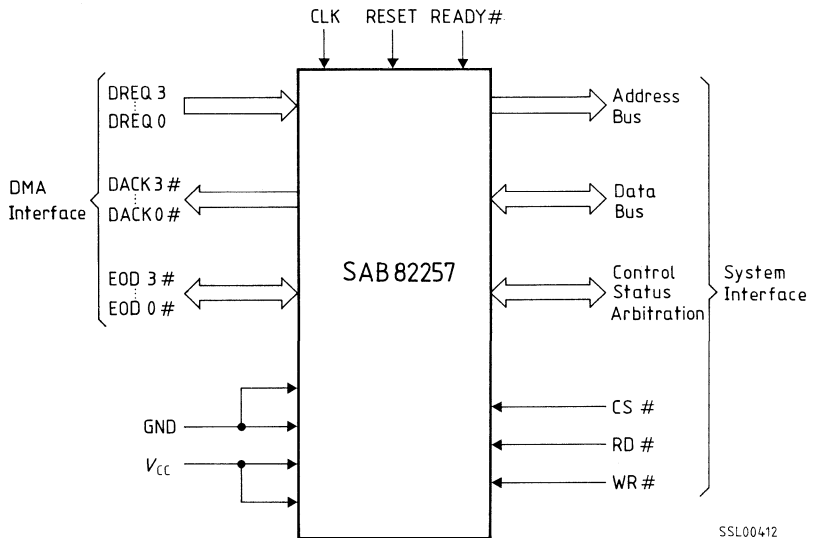 CLK RESET READY#
DREQ 3
DREQ 0
DACK 3 #
DACK 0 #
EOD 3 #
EOD 0 #
DMA
Interface
GND
VCC
SAB 82257
Address
Bus
Data
Bus
Control
Status
Arbitration
CS #
RD #
WR #
System
Interface
SSL00412